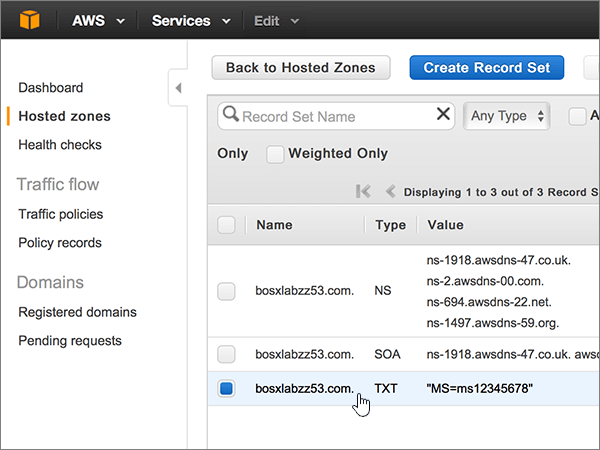 AWS Services Edit
Dashboard
Hosted zones
Health checks
Traffic flow
Traffic policies
Policy records
Domains
Registered domains
Pending requests
Back to Hosted Zones Create Record Set
Record Set Name Any Type A
Only Weighted Only
Displaying 1 to 3 out of 3 Record S
Name Type Value
bosxlabzz53.com. NS
ns-1918.awsdns-47.co.uk.
ns-2.awsdns-00.com.
ns-694.awsdns-22.net.
ns-1497.awsdns-59.org.
bosxlabzz53.com. SOA ns-1918.awsdns-47.co.uk. awsd
bosxlabzz53.com. TXT "MS=ms12345678"